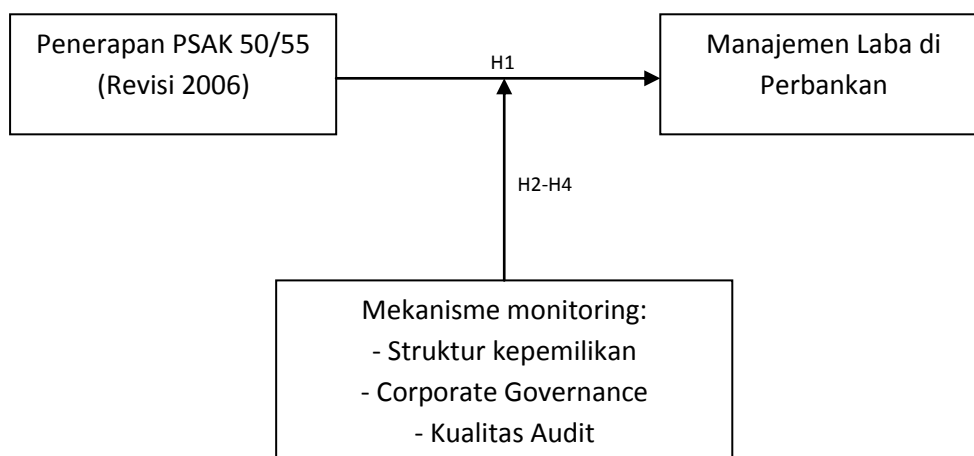 Penerapan PSAK 50/55
(Revisi 2006)
H1
Manajemen Laba di
Perbankan
H2-H4
Mekanisme monitoring:
- Struktur kepemilikan
- Corporate Governance
- Kualitas Audit